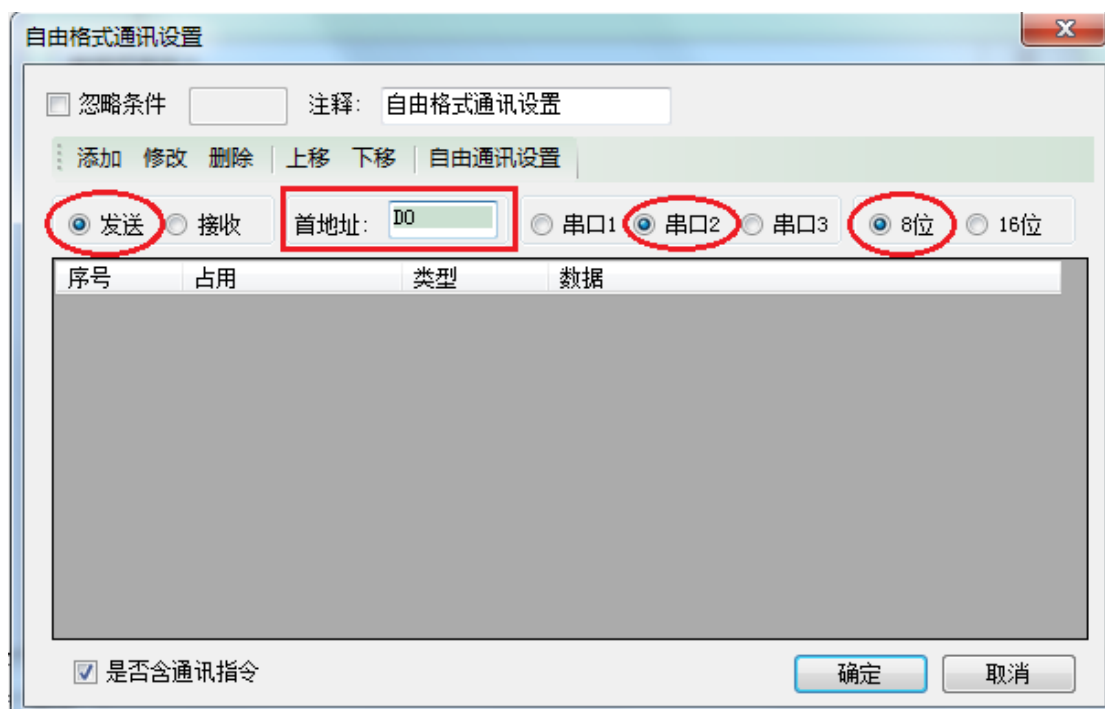 自由格式通讯设置
忽略条件 注释: 自由格式通讯设置
添加 修改 删除 上移 下移 自由通讯设置
发送 接收 首地址: D0 串口1 串口2 串口3 8位 16位
序号 占用 类型 数据
是否含通讯指令 确定 取消